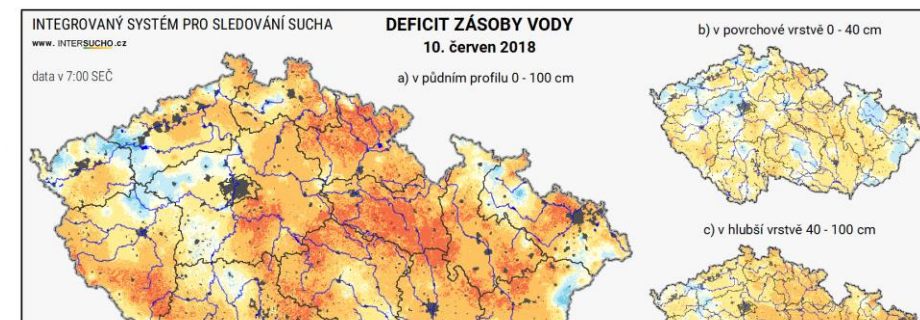 INTEGROVANÝ SYSTÉM PRO SLEDOVÁNÍ SUCHA
www. INTERSUCHO.cz
data v 7:00 SEČ
DEFICIT ZÁSOBY VODY
10. červen 2018
a) v půdním profilu 0 - 100 cm
b) v povrchové vrstvě 0 - 40 cm
c) v hlubší vrstvě 40 - 100 cm